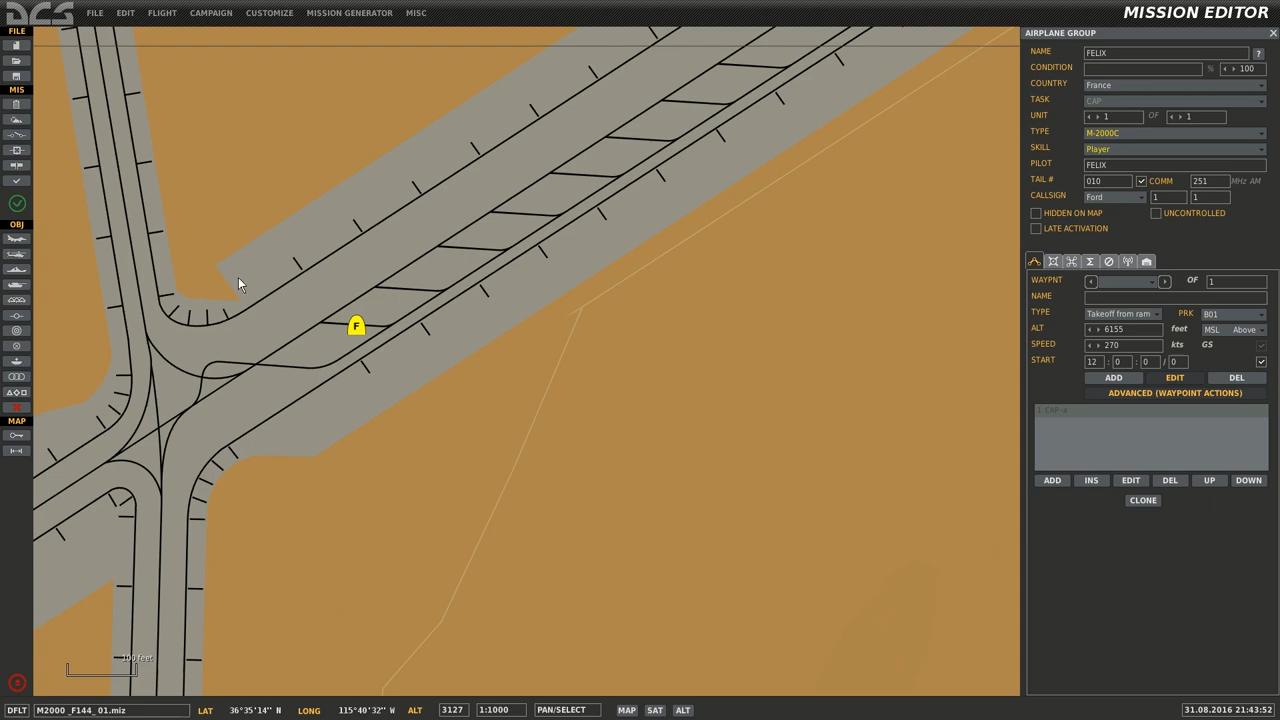 DCS FILE EDIT FLIGHT CAMPAIGN CUSTOMIZE MISSION GENERATOR MISC MISSION EDITOR
FILE
MIS
OBJ
MAP
F
100 feet
AIRPLANE GROUP X
NAME FELIX ?
CONDITION % 100
COUNTRY France
TASK CAP
UNIT 1 OF 1
TYPE M-2000C
SKILL Player
PILOT FELIX
TAIL # 010 COMM 251 MHz AM
CALLSIGN Ford 1 1
HIDDEN ON MAP UNCONTROLLED
LATE ACTIVATION
WAYPNT OF 1
NAME
TYPE Takeoff from ram PRK B01
ALT 6155 feet MSL Above
SPEED 270 kts GS
START 12 : 0 : 0 / 0
ADD EDIT DEL
ADVANCED (WAYPOINT ACTIONS)
1 CAP-a
ADD INS EDIT DEL UP DOWN
CLONE
DFLT M2000 _F144_ 01.miz LAT 36°35'14" N LONG 115°40'32" W ALT 3127 1:1000 PAN/SELECT MAP SAT ALT 31.08.2016 21:43:52